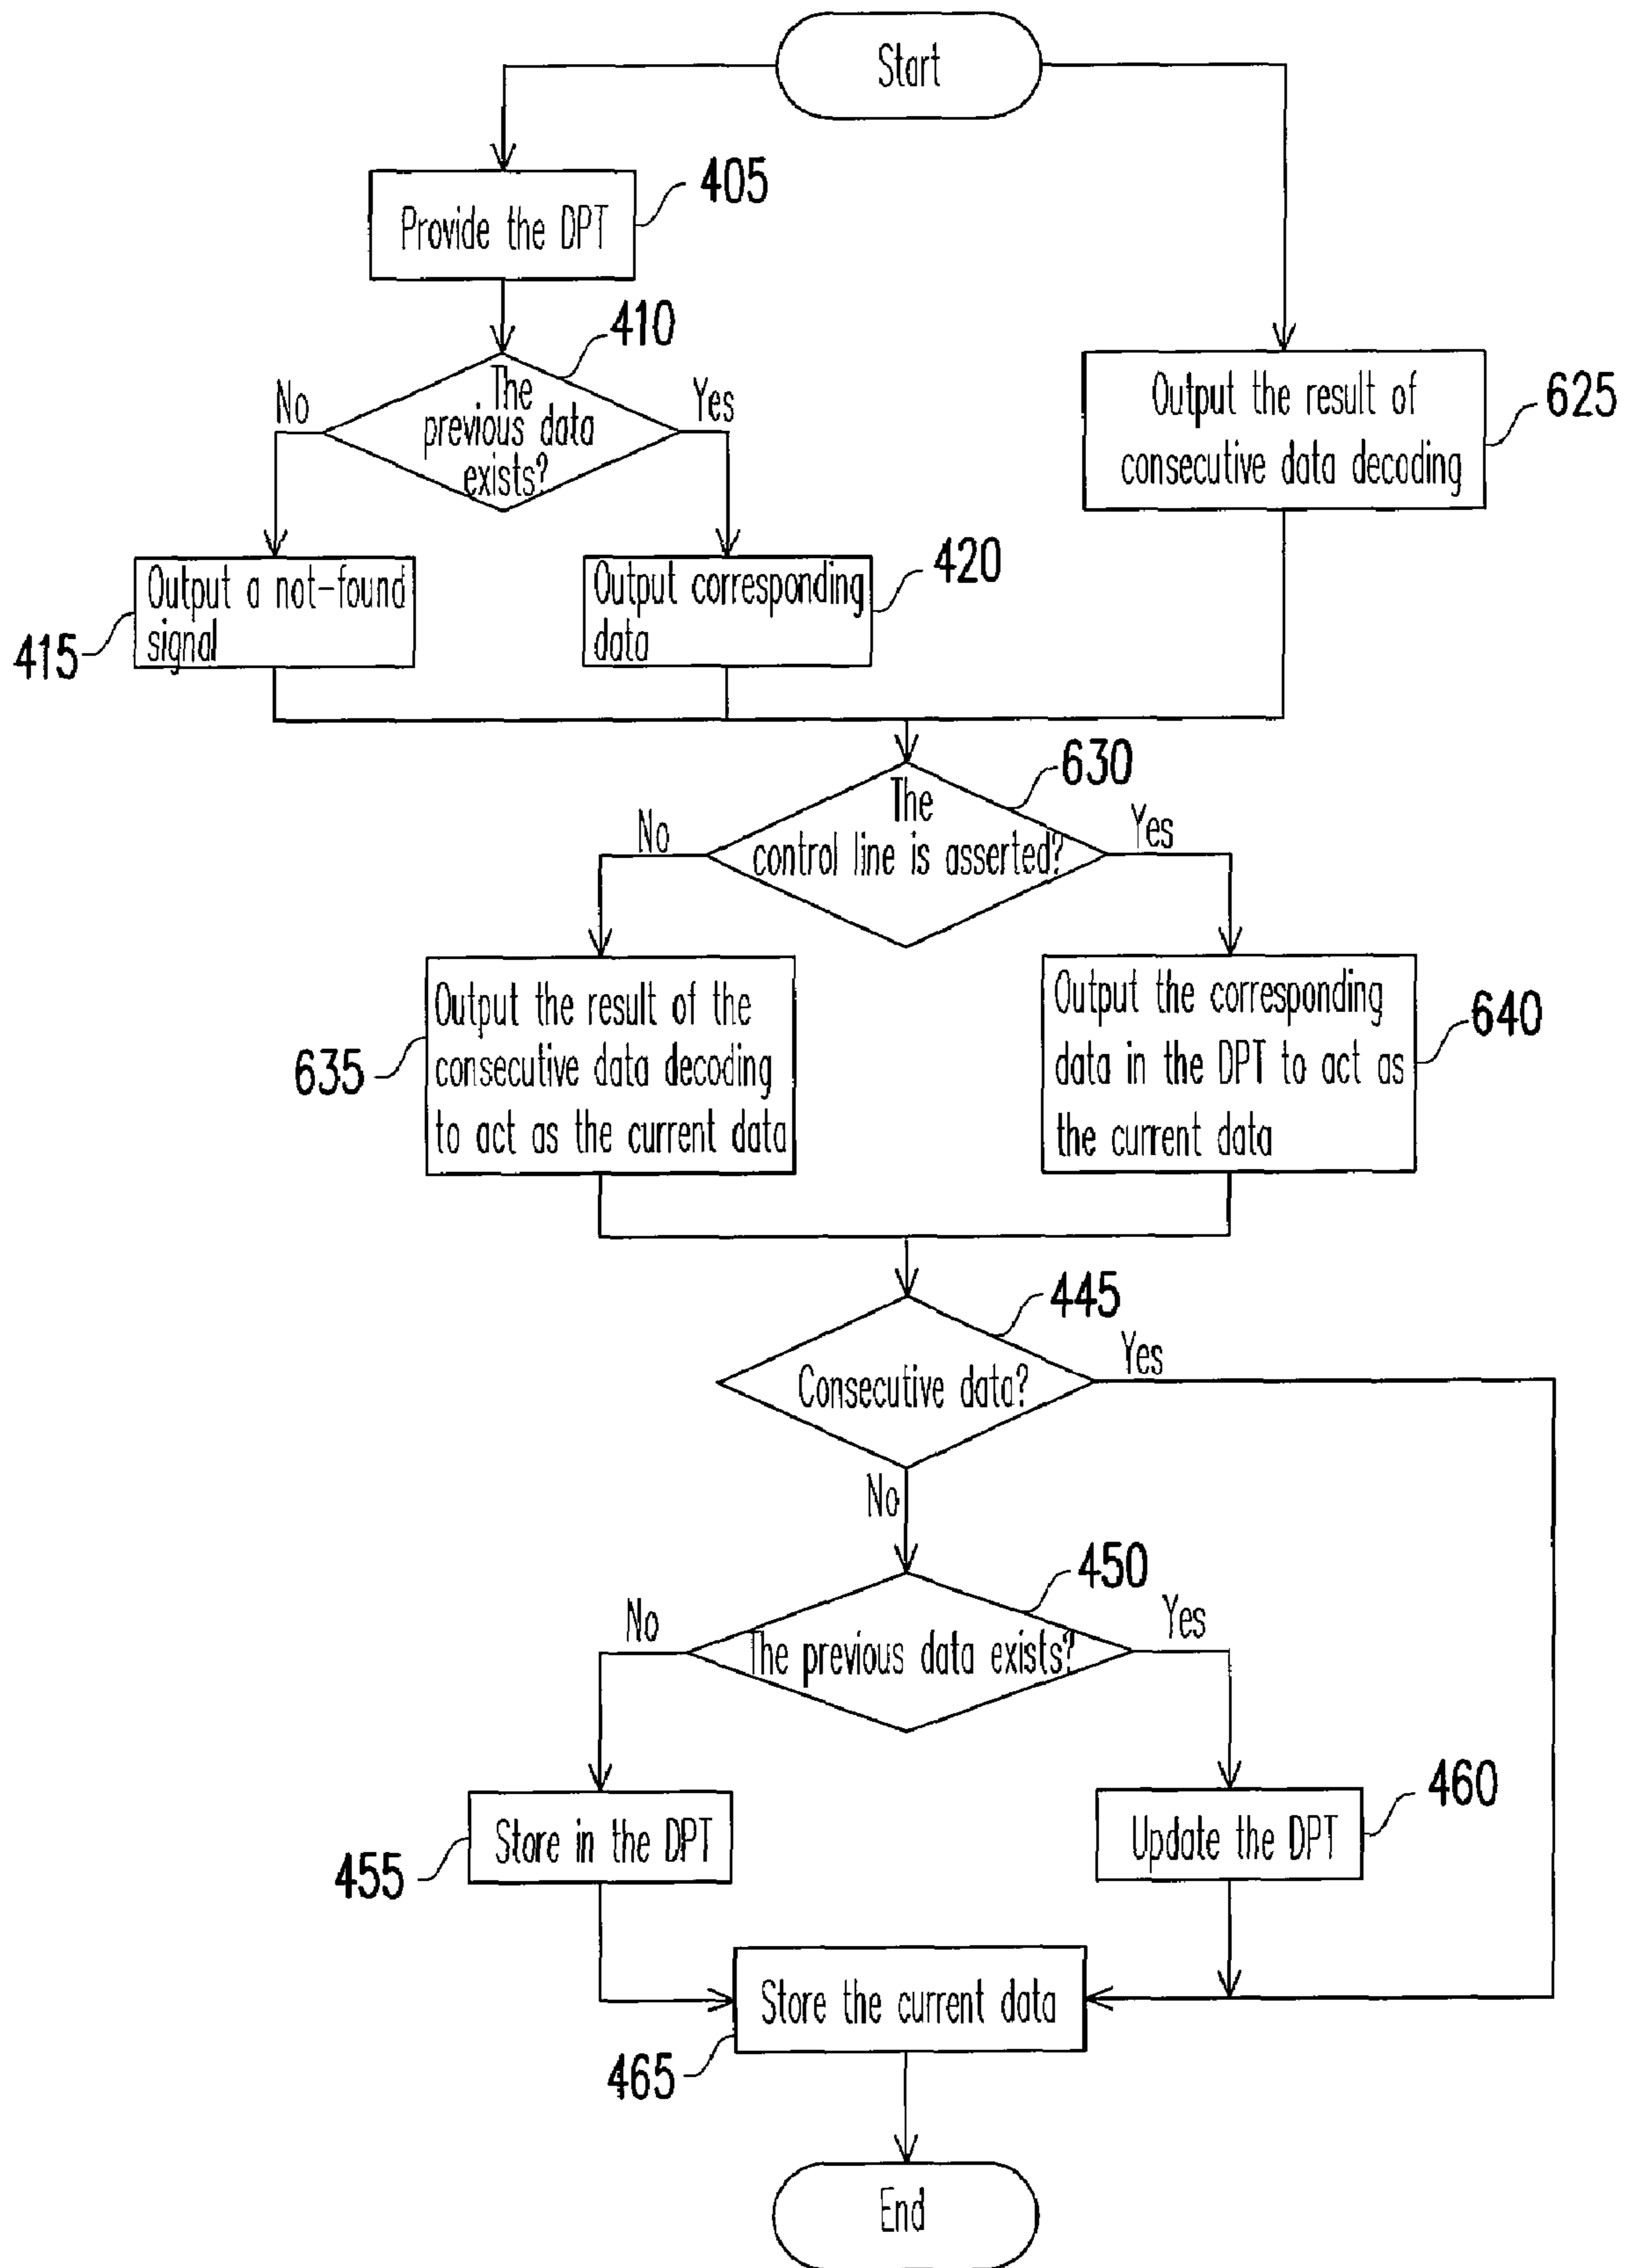 Start
Provide the DPT
405
410
The
previous data
exists?
No
Yes
Output the result of
consecutive data decoding
625
Output a not-found
signal
415
Output corresponding
data
420
630
The
control line is asserted?
No
Yes
Output the result of the
consecutive data decoding
to act as the current data
635
Output the corresponding
data in the DPT to act as
the current data
640
445
Consecutive data?
Yes
No
450
The previous data exists?
No
Yes
Store in the DPT
455
Update the DPT
460
Store the current data
465
End